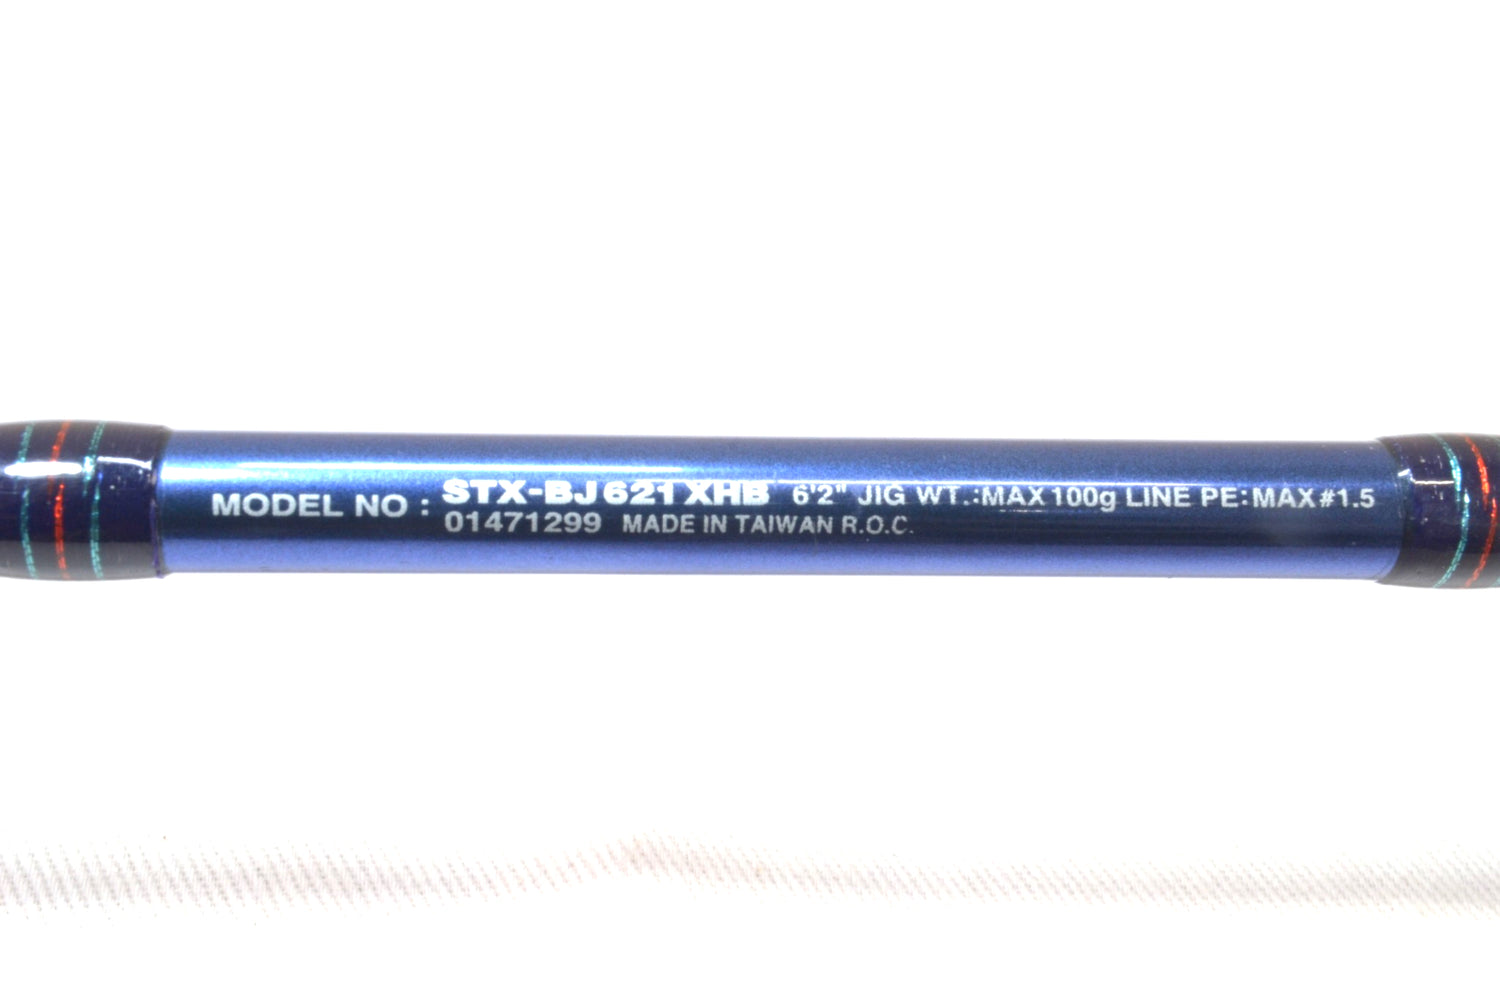 MODEL NO : STX-BJ 621 XHB 6'2" JIG WT.:MAX 100g LINE PE:MAX #1.5
01471299 MADE IN TAIWAN R.O.C.